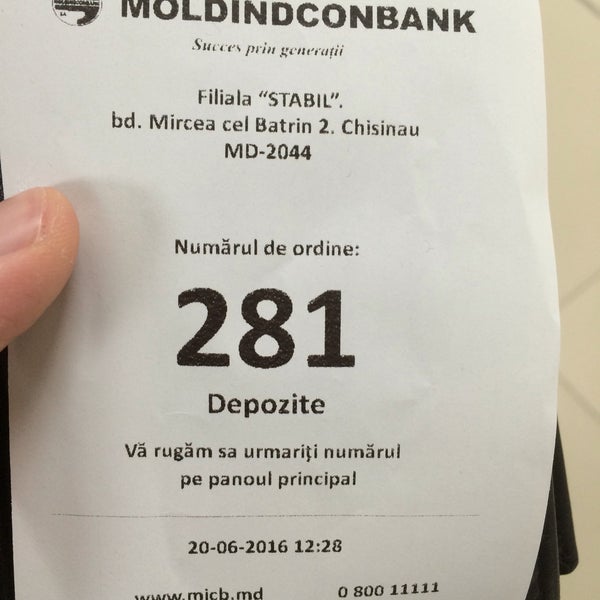 MOLDINDCONBANK
Succes prin generații
Filiala "STABIL".
bd. Mircea cel Batrin 2. Chisinau
MD-2044
Numărul de ordine:
281
Depozite
Vă rugăm sa urmariți numărul
pe panoul principal
20-06-2016 12:28
www.micb.md 0 800 11111